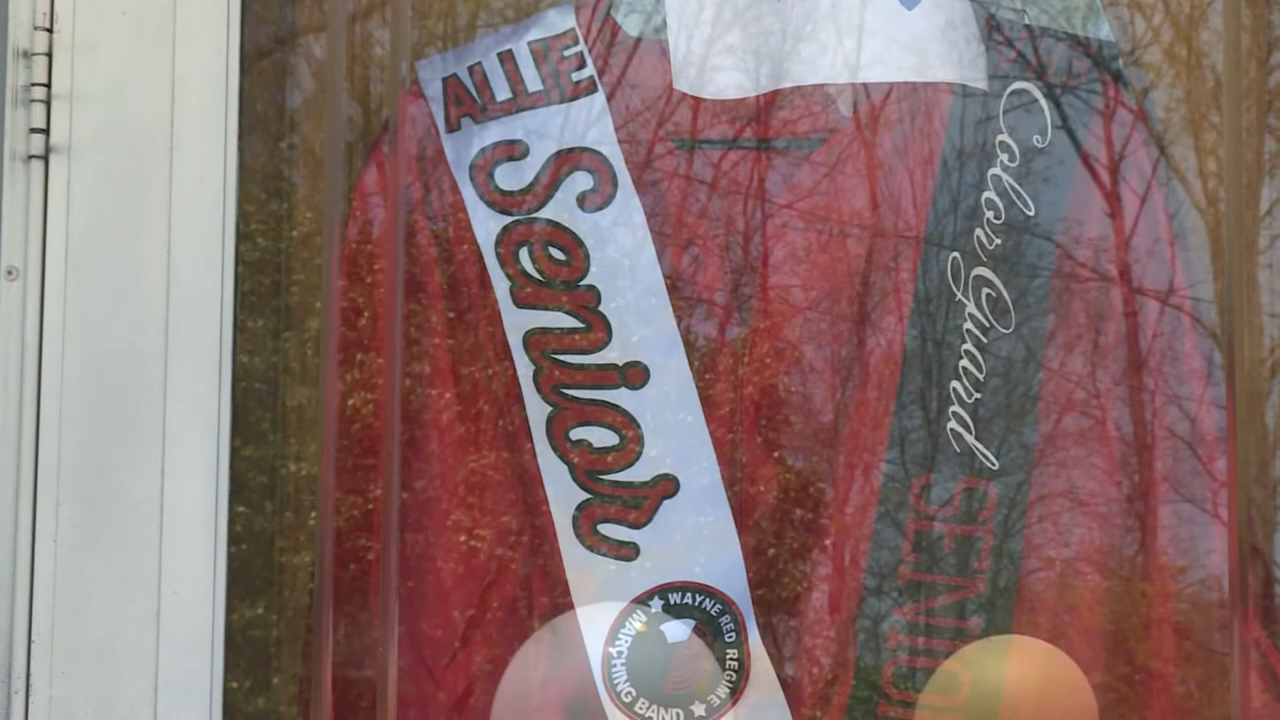 ALLIE
Senior
WAYNE RED REGIME
MARCHING BAND
Color Guard
SENIOR